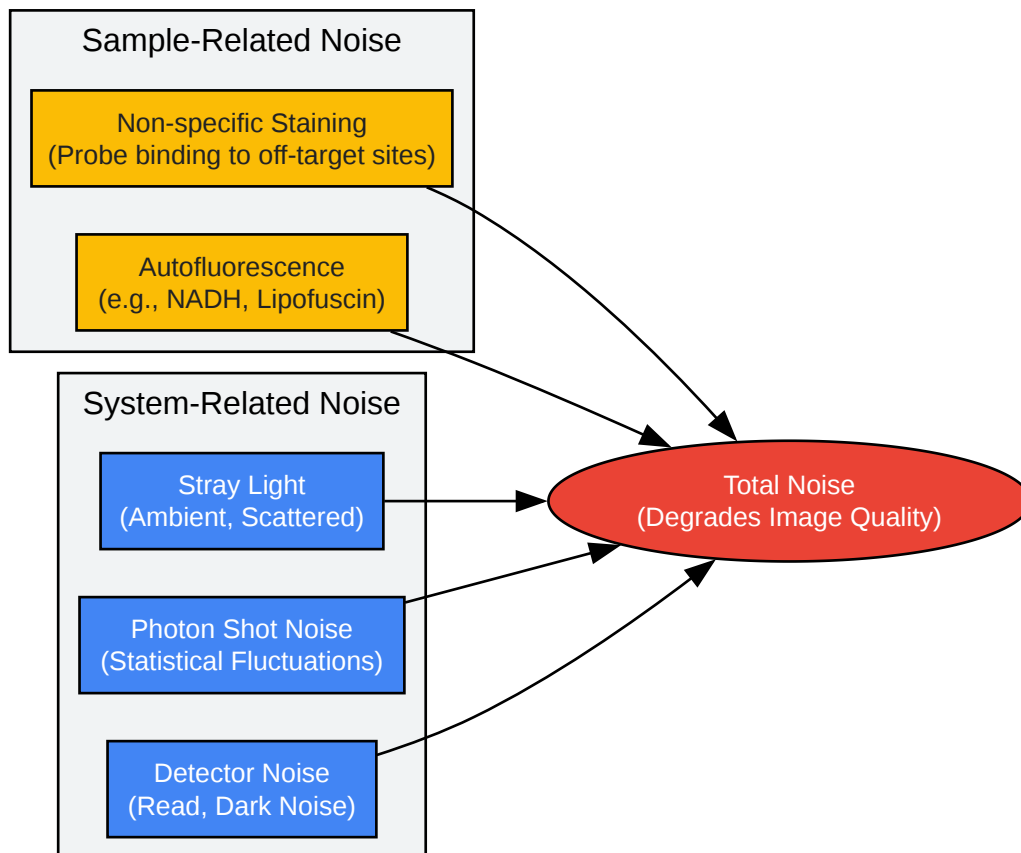 Sample-Related Noise
Non-specific Staining
(Probe binding to off-target sites)
Autofluorescence
(e.g., NADH, Lipofuscin)
System-Related Noise
Stray Light
(Ambient, Scattered)
Photon Shot Noise
(Statistical Fluctuations)
Detector Noise
(Read, Dark Noise)
Total Noise
(Degrades Image Quality)